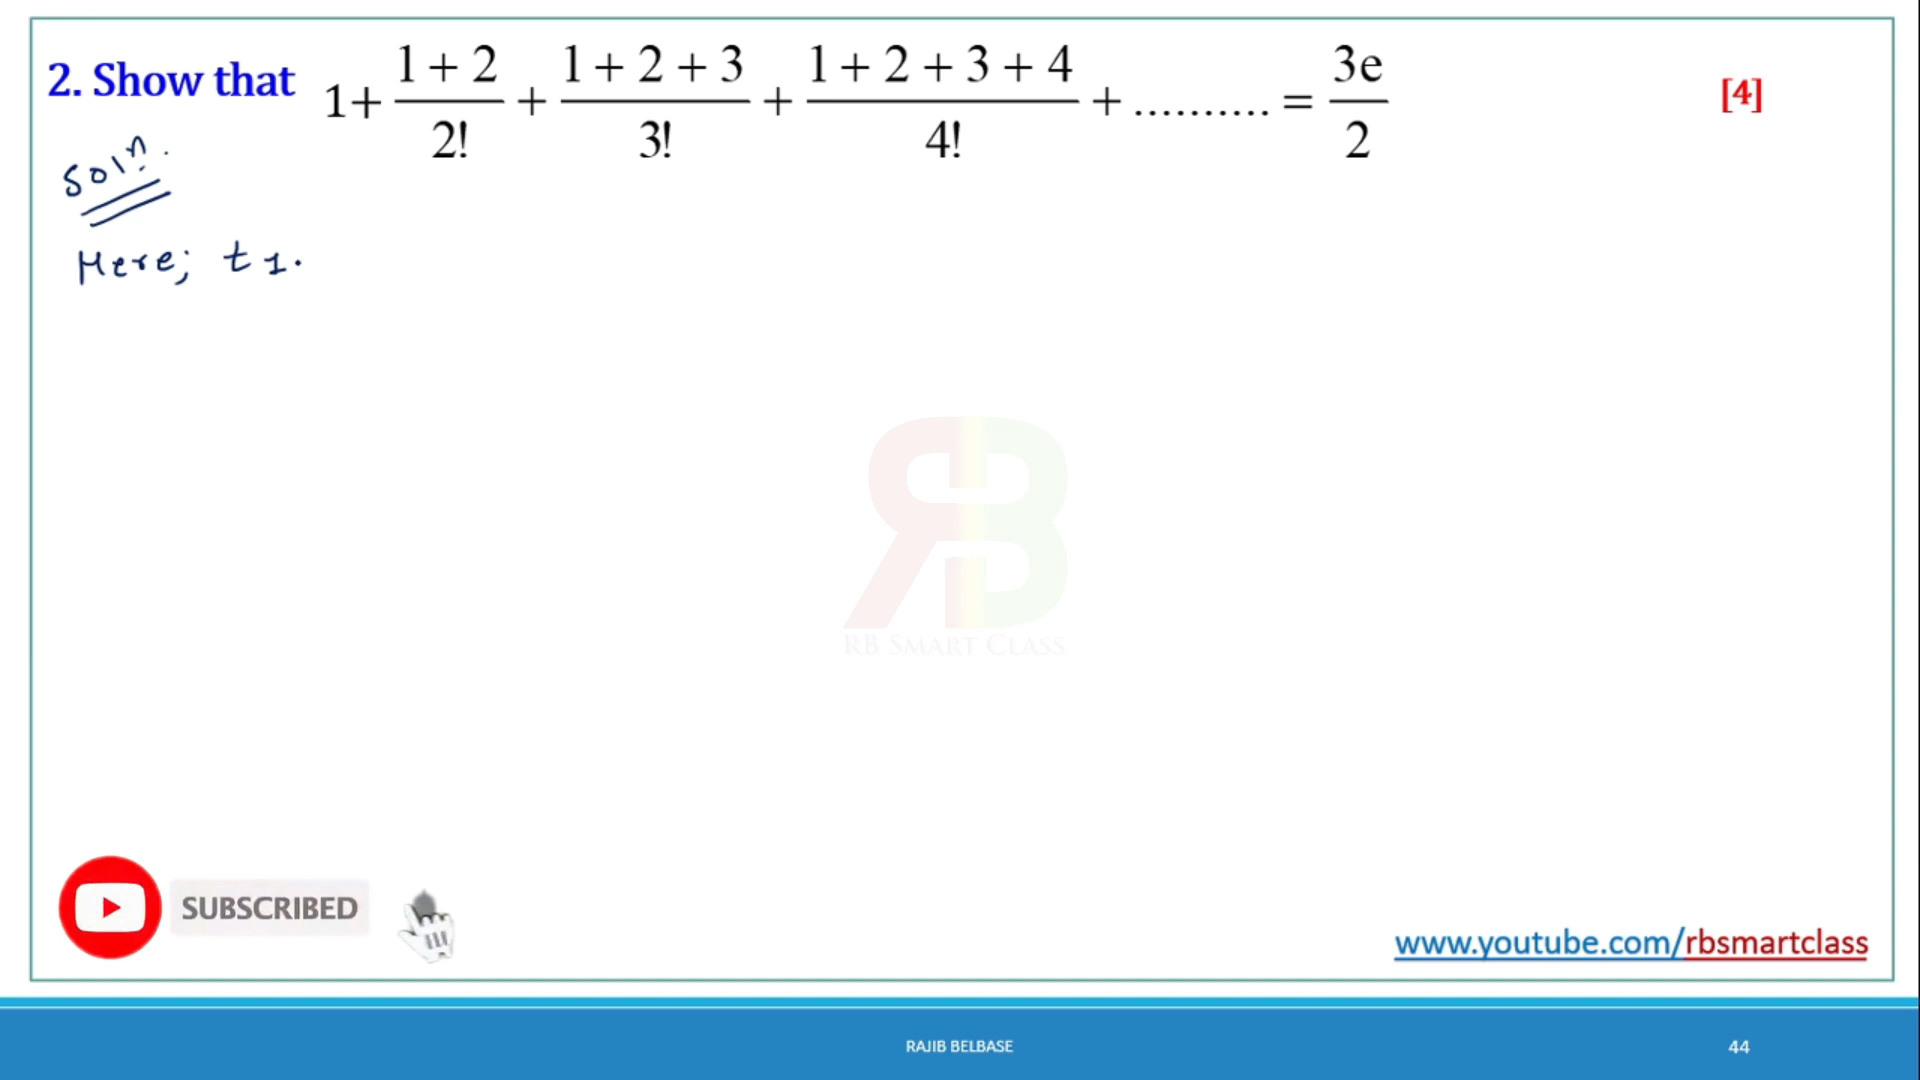 2. Show that 1+ (1 + 2)/2! + (1 + 2 + 3)/3! + (1 + 2 + 3 + 4)/4! + .......... = 3e/2 [4]
Soln.
Here; t1.
RB SMART CLASS
SUBSCRIBED
www.youtube.com/rbsmartclass
RAJIB BELBASE 44